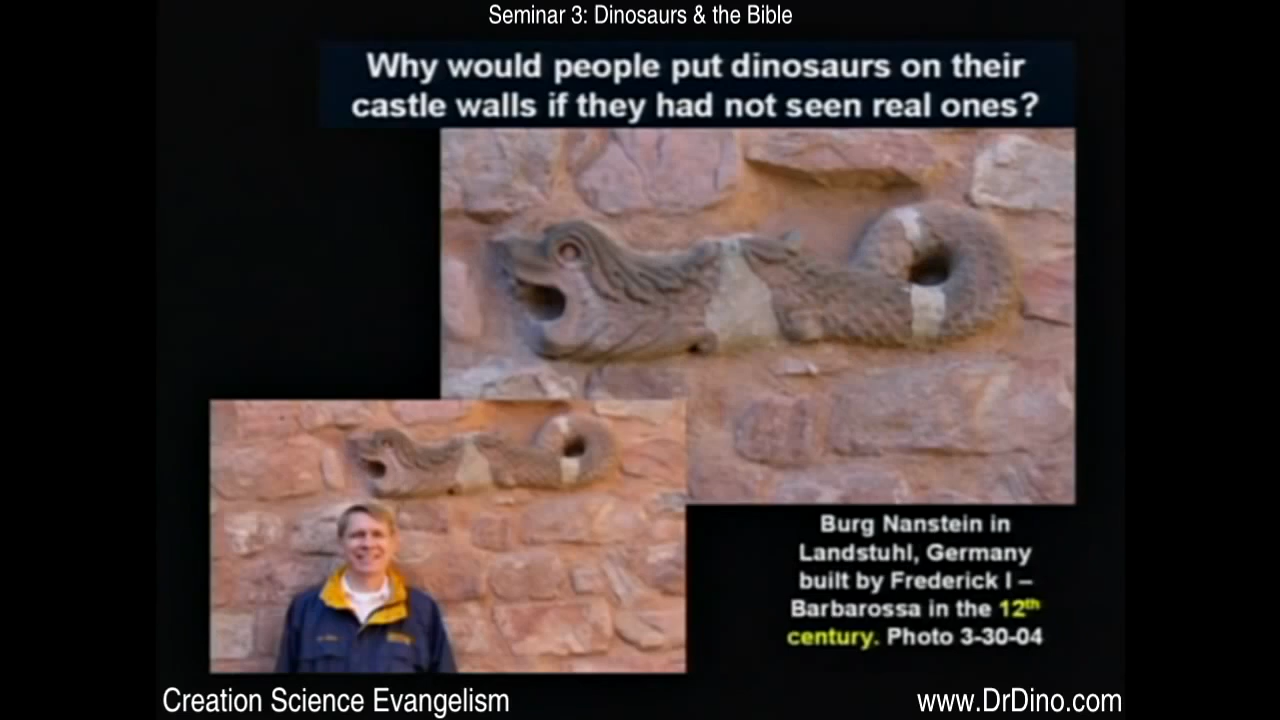 Seminar 3: Dinosaurs & the Bible
Why would people put dinosaurs on their
castle walls if they had not seen real ones?
Burg Nanstein in
Landstuhl, Germany
built by Frederick I –
Barbarossa in the 12th
century. Photo 3-30-04
Creation Science Evangelism
www.DrDino.com